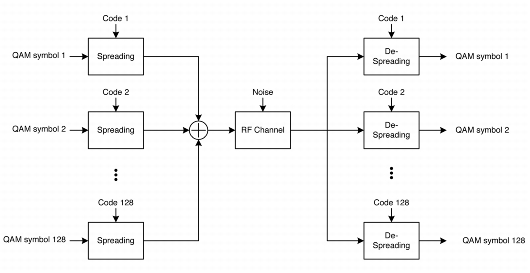 Code 1
QAM symbol 1
Spreading
Code 2
QAM symbol 2
Spreading
Code 128
QAM symbol 128
Spreading
Noise
RF Channel
Code 1
De-
Spreading
QAM symbol 1
Code 2
De-
Spreading
QAM symbol 2
Code 128
De-
Spreading
QAM symbol 128